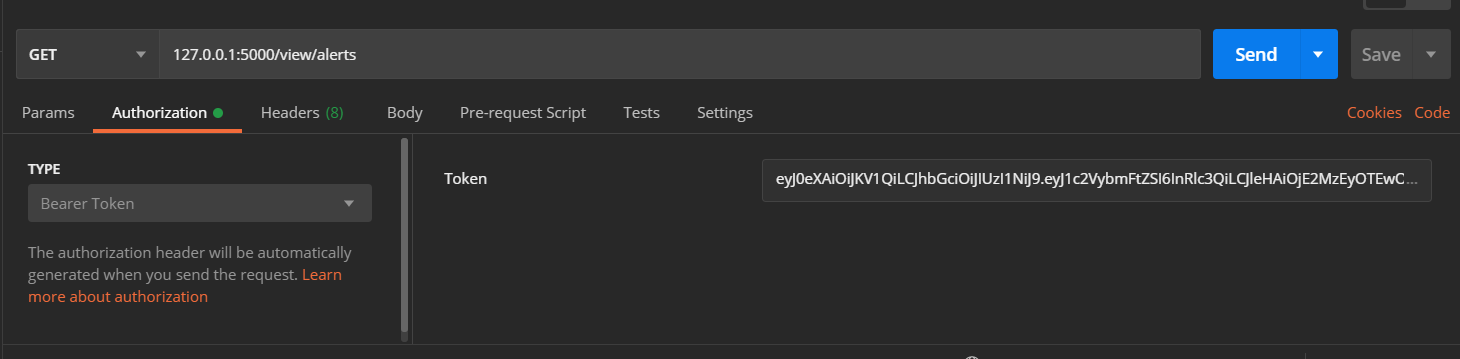 GET
127.0.0.1:5000/view/alerts
Send
Save
Params
Authorization
Headers (8)
Body
Pre-request Script
Tests
Settings
Cookies
Code
TYPE
Bearer Token
The authorization header will be automatically
generated when you send the request. Learn
more about authorization
Token
eyJ0eXAiOiJKV1QiLCJhbGciOiJIUzI1NiJ9.eyJ1c2VybmFtZSI6InRlc3QiLCJleHAiOjE2MzEyOTEwO...